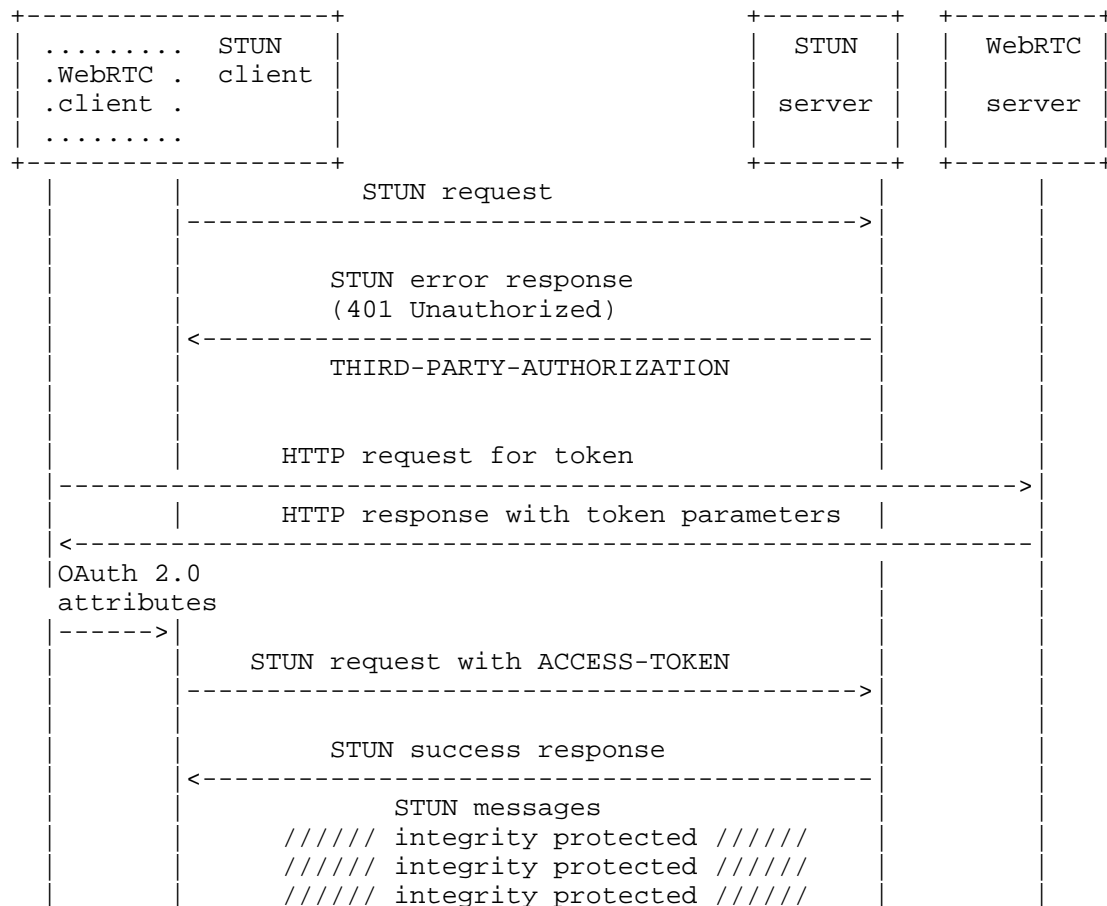 +-------------------+                          +--------+  +---------+
|  .........  STUN  |                          |  STUN  |  |  WebRTC |
|  .WebRTC .  client |                          |        |  |         |
|  .client .        |                          | server |  |  server |
|  .........        |                          |        |  |         |
+-------------------+                          +--------+  +---------+
STUN request
|------------------------------------------>|
STUN error response
(401 Unauthorized)
|<------------------------------------------|
THIRD-PARTY-AUTHORIZATION
HTTP request for token
|------------------------------------------------------------->|
HTTP response with token parameters
|<-------------------------------------------------------------|
|OAuth 2.0
attributes
|------>|
STUN request with ACCESS-TOKEN
|------------------------------------------>|
STUN success response
|<------------------------------------------|
STUN messages
////// integrity protected //////
////// integrity protected //////
////// integrity protected //////